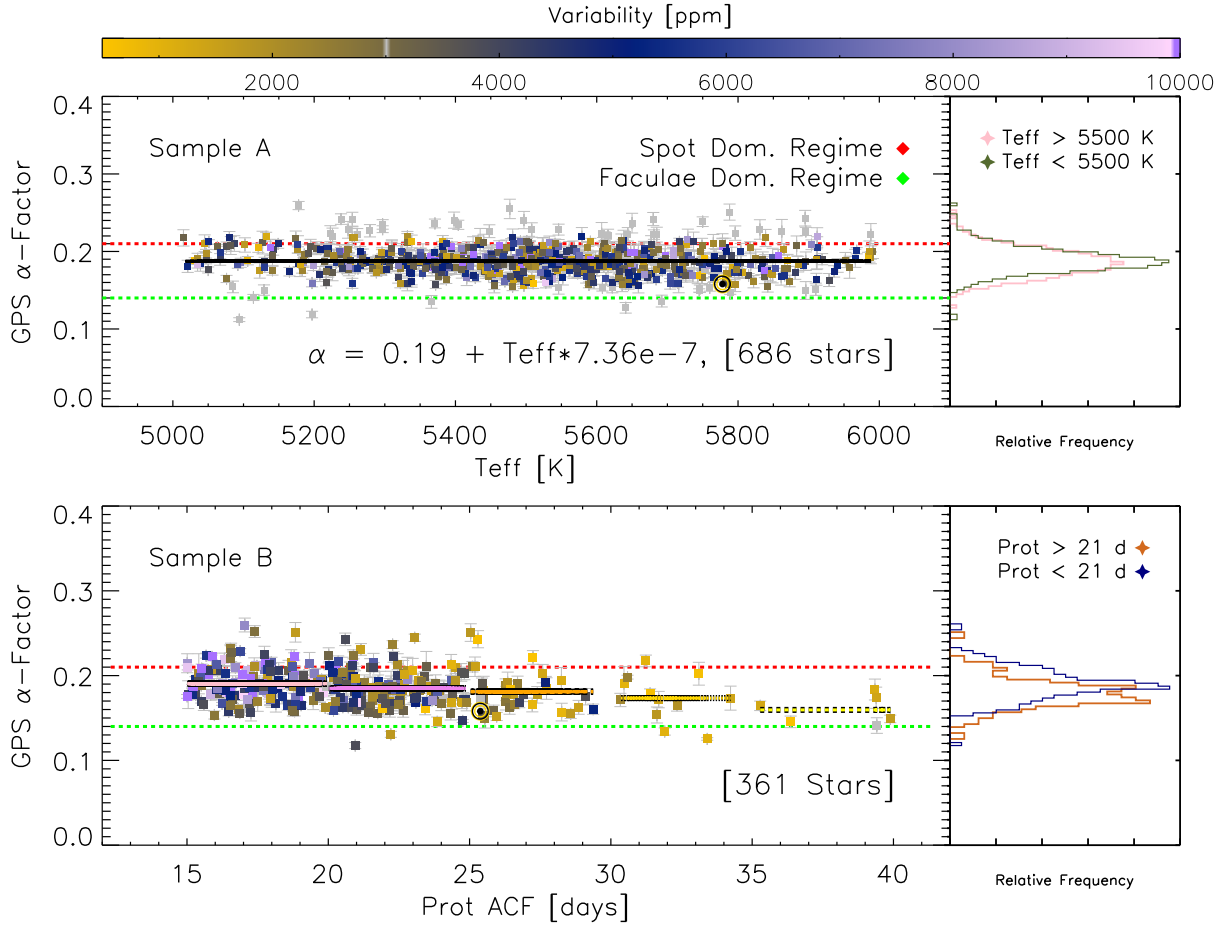 Variability [ppm]
2000 4000 6000 8000 10000
0.4
0.3
0.2
0.1
0.0
GPS α−Factor
Sample A
Spot Dom. Regime
Faculae Dom. Regime
α = 0.19 + Teff*7.36e−7, [686 stars]
5000 5200 5400 5600 5800 6000
Teff [K]
Teff > 5500 K
Teff < 5500 K
Relative Frequency
0.4
0.3
0.2
0.1
0.0
GPS α−Factor
Sample B
[361 Stars]
15 20 25 30 35 40
Prot ACF [days]
Prot > 21 d
Prot < 21 d
Relative Frequency